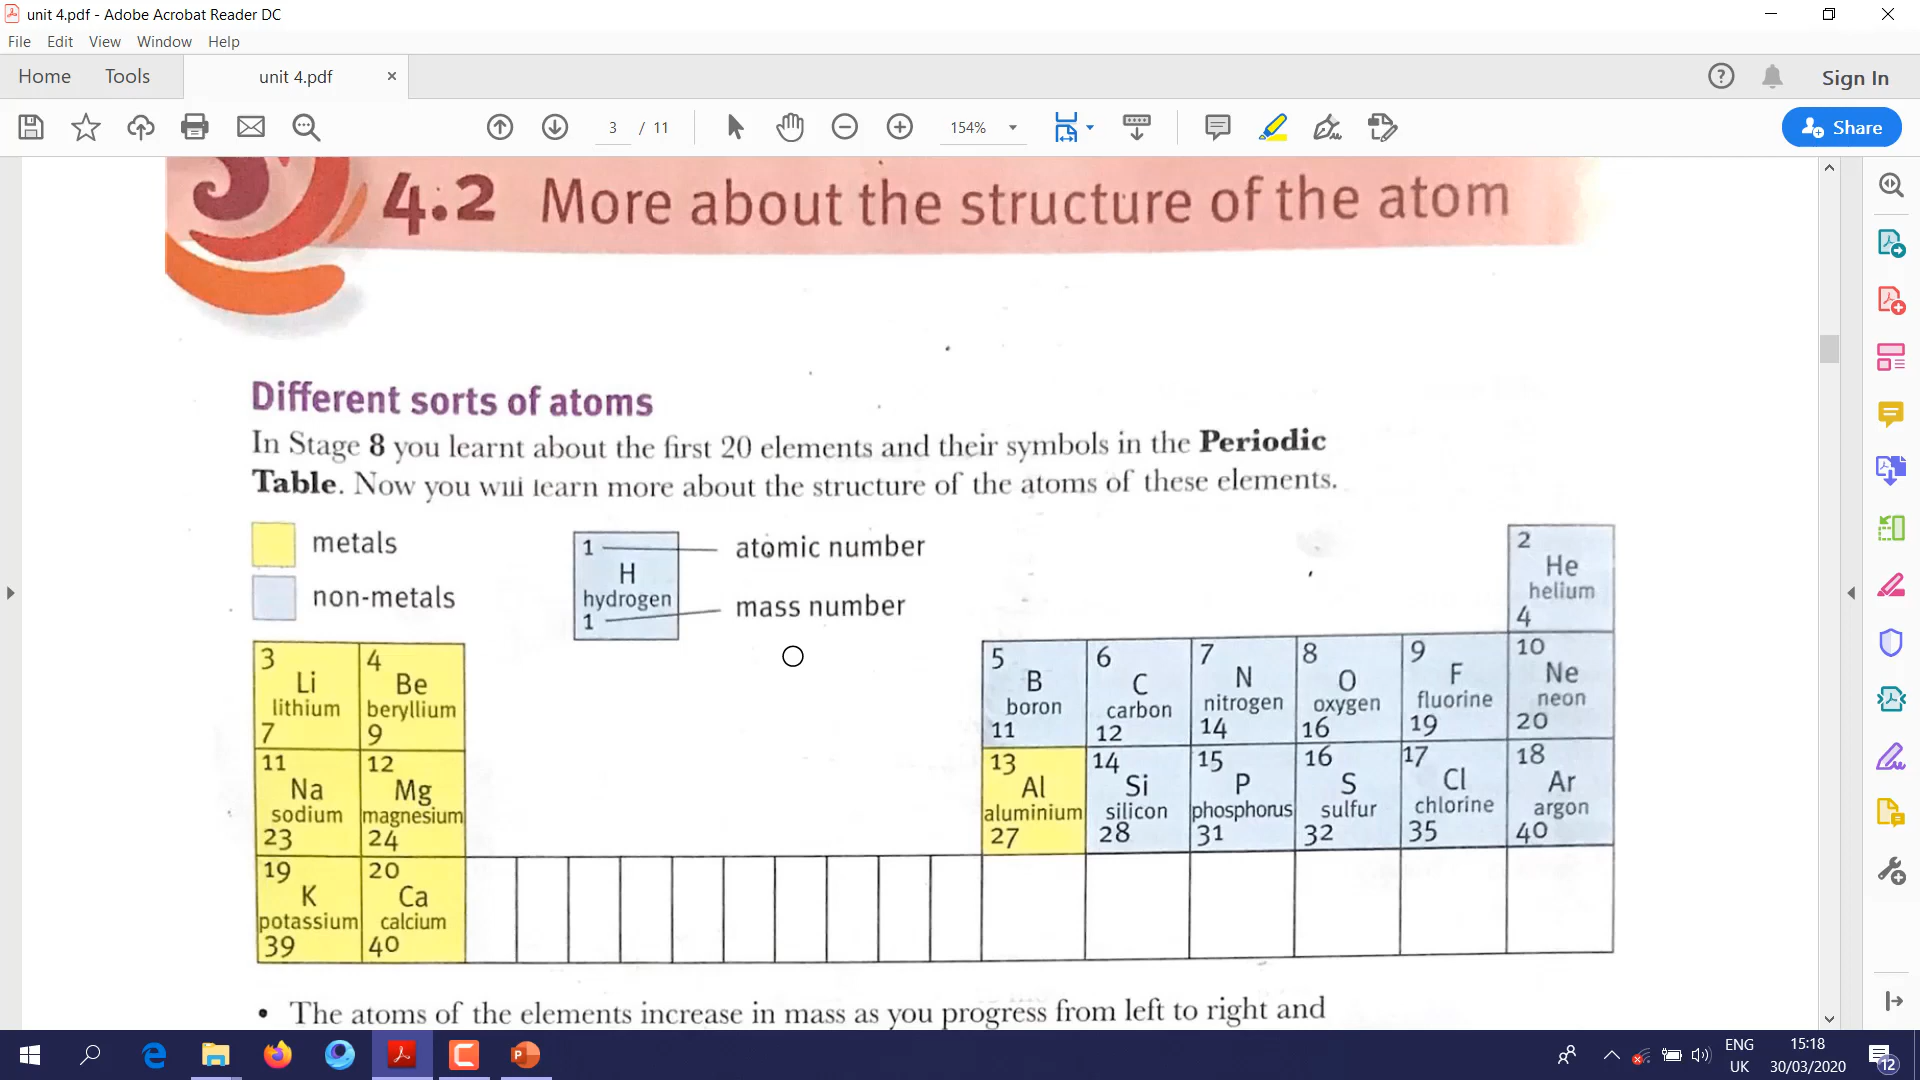 unit 4.pdf - Adobe Acrobat Reader DC
File Edit View Window Help
Home Tools unit 4.pdf × Sign In
3 / 11 154% Share
4.2 More about the structure of the atom
Different sorts of atoms
In Stage 8 you learnt about the first 20 elements and their symbols in the Periodic
Table. Now you will learn more about the structure of the atoms of these elements.
metals
non-metals
1 atomic number
H
hydrogen
1 mass number
2
He
helium
4
3
Li
lithium
7
4
Be
beryllium
9
5
B
boron
11
6
C
carbon
12
7
N
nitrogen
14
8
O
oxygen
16
9
F
fluorine
19
10
Ne
neon
20
11
Na
sodium
23
12
Mg
magnesium
24
13
Al
aluminium
27
14
Si
silicon
28
15
P
phosphorus
31
16
S
sulfur
32
17
Cl
chlorine
35
18
Ar
argon
40
19
K
potassium
39
20
Ca
calcium
40
• The atoms of the elements increase in mass as you progress from left to right and
ENG
UK
15:18
30/03/2020
12